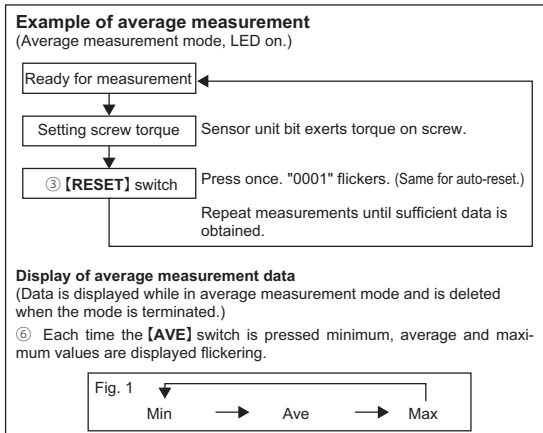 Example of average measurement
(Average measurement mode, LED on.)
Ready for measurement
Setting screw torque
Sensor unit bit exerts torque on screw.
③【RESET】switch
Press once. "0001" flickers. (Same for auto-reset.)
Repeat measurements until sufficient data is
obtained.
Display of average measurement data
(Data is displayed while in average measurement mode and is deleted
when the mode is terminated.)
⑥ Each time the【AVE】switch is pressed minimum, average and maxi-
mum values are displayed flickering.
Fig. 1
Min
Ave
Max